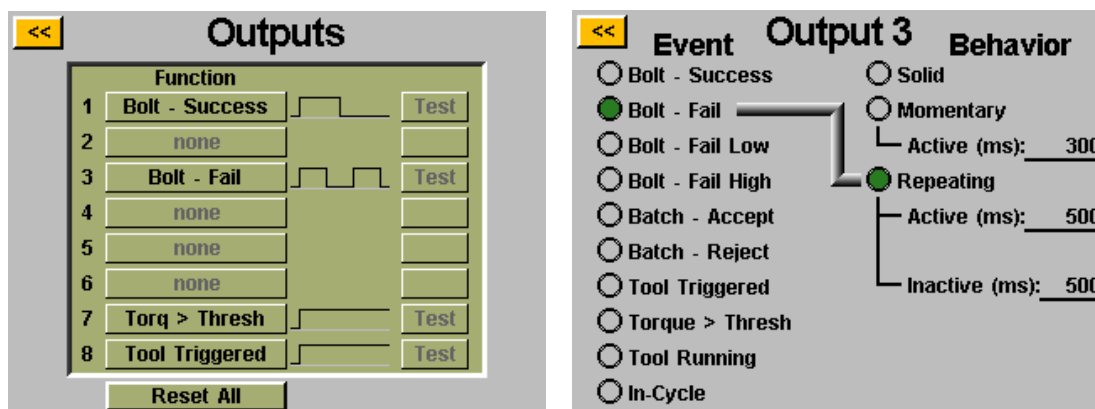 <<
Outputs
Function
1 Bolt - Success Test
2 none
3 Bolt - Fail Test
4 none
5 none
6 none
7 Torq > Thresh Test
8 Tool Triggered Test
Reset All
<<
Event Output 3 Behavior
Bolt - Success
Bolt - Fail
Bolt - Fail Low
Bolt - Fail High
Batch - Accept
Batch - Reject
Tool Triggered
Torque > Thresh
Tool Running
In-Cycle
Solid
Momentary
Active (ms): 300
Repeating
Active (ms): 500
Inactive (ms): 500